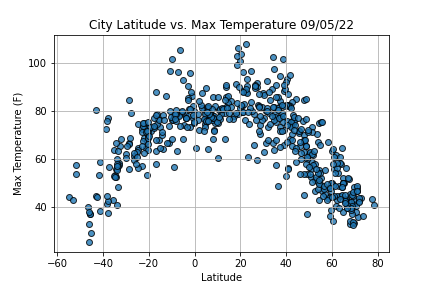 City Latitude vs. Max Temperature 09/05/22
Max Temperature (F)
100
80
60
40
−60 −40 −20 0 20 40 60 80
Latitude